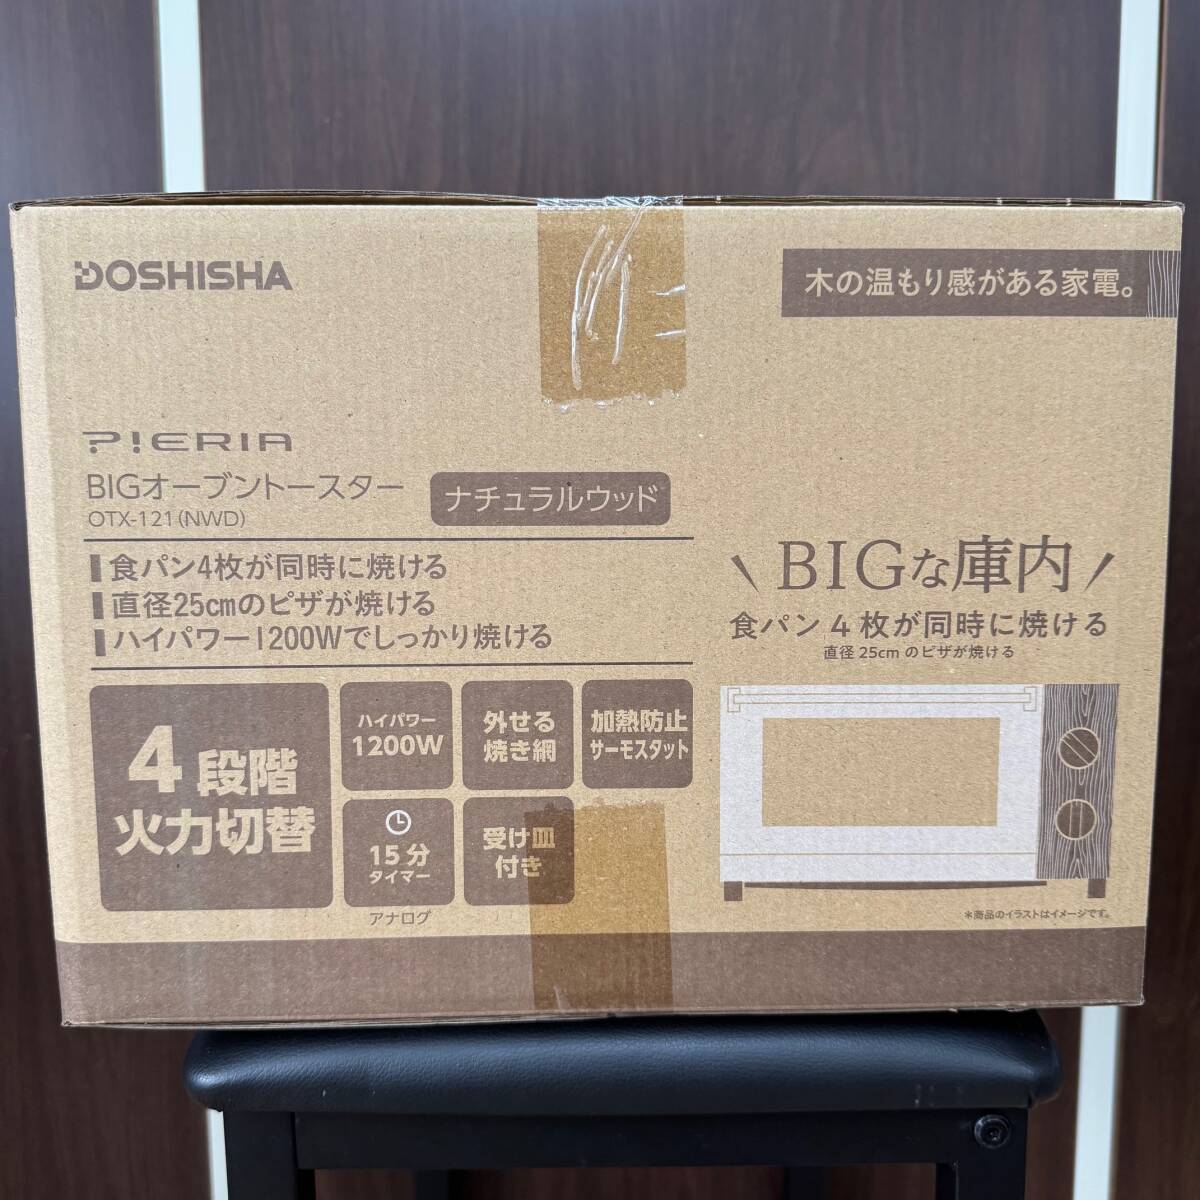 DOSHISHA
木の温もり感がある家電。
PIERIA
BIGオーブントースター
OTX-121(NWD)
ナチュラルウッド
食パン4枚が同時に焼ける
直径25cmのピザが焼ける
ハイパワー1200Wでしっかり焼ける
4段階
火力切替
ハイパワー
1200W
外せる
焼き網
加熱防止
サーモスタット
15分
タイマー
アナログ
受け皿
付き
BIGな庫内
食パン4枚が同時に焼ける
直径25cmのピザが焼ける
*商品のイラストはイメージです。